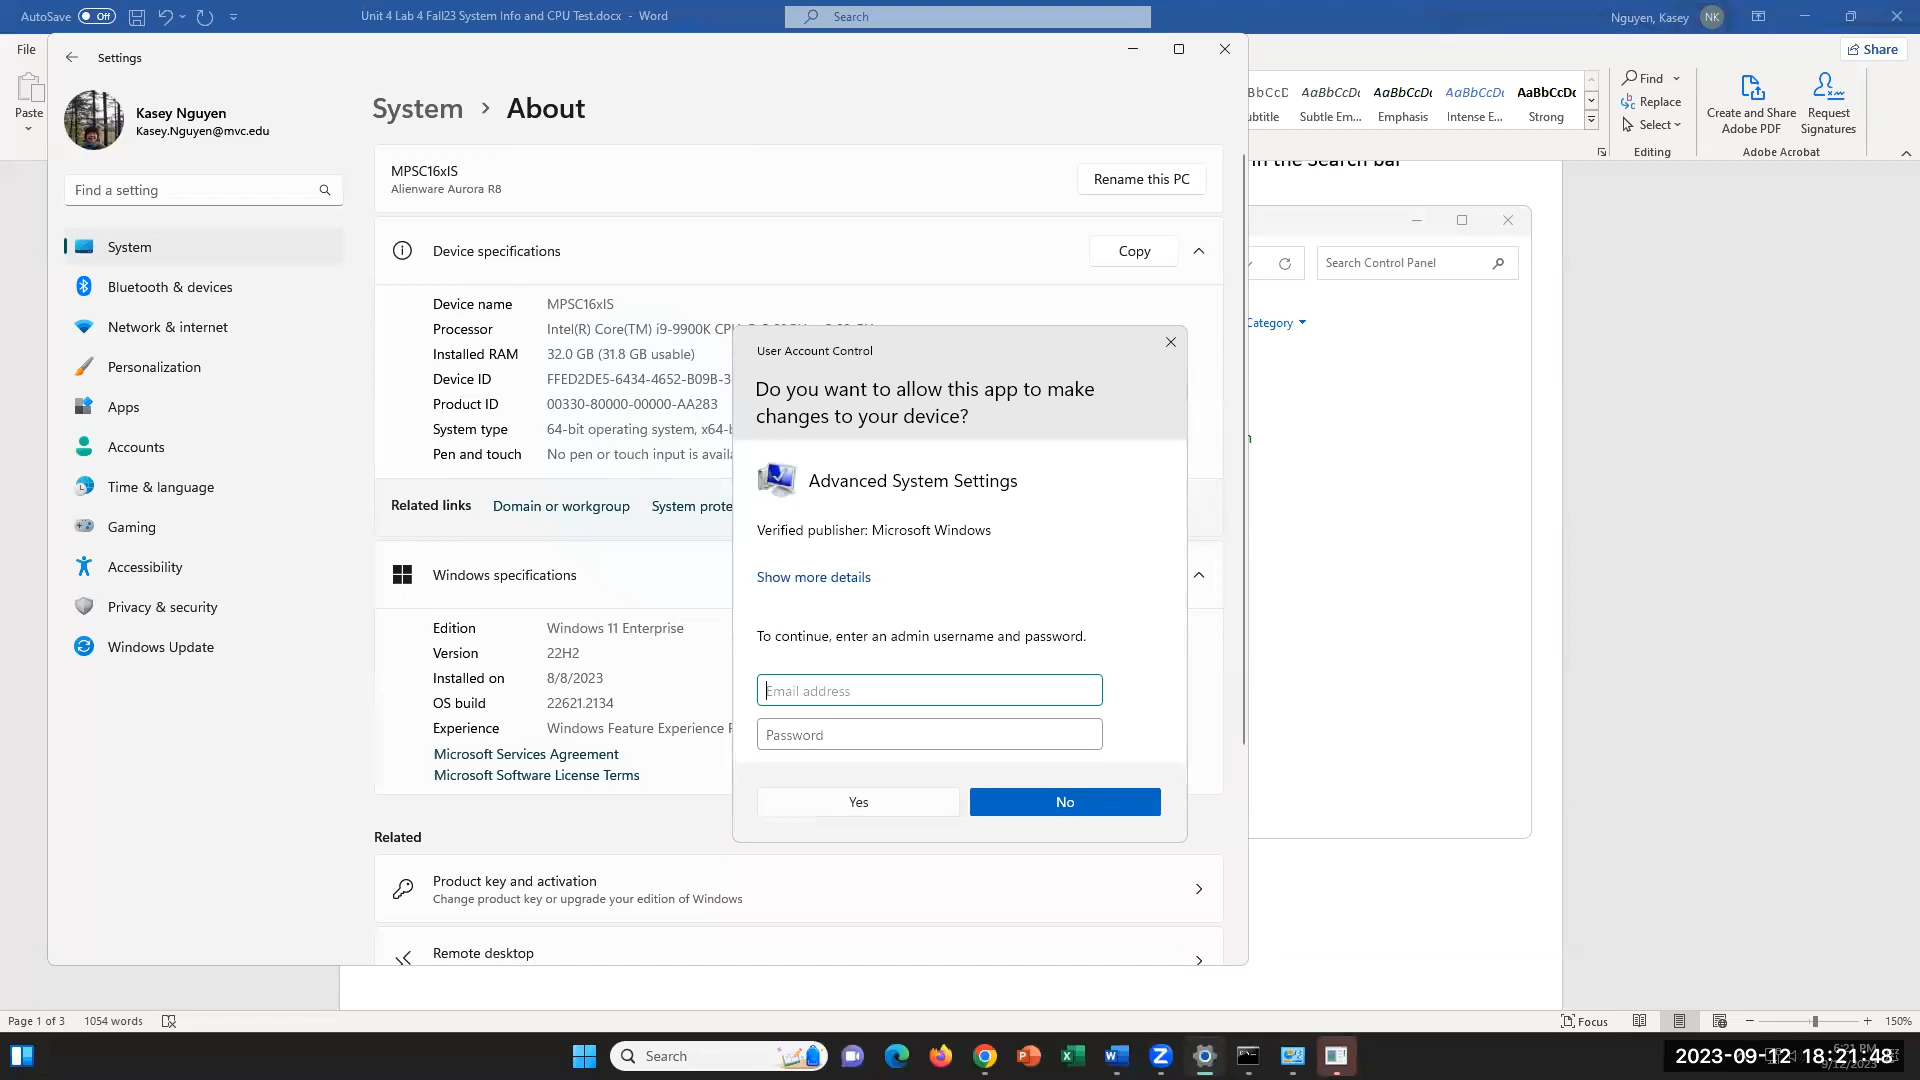 AutoSave Off
Unit 4 Lab 4 Fall23 System Info and CPU Test.docx - Word
Search
Nguyen, Kasey NK
File
Share
Paste
Subtle Em...
Emphasis
Intense E...
Strong
Find
Replace
Select
Editing
Create and Share
Adobe PDF
Request
Signatures
Adobe Acrobat
in the Search bar
Search Control Panel
Category
Settings
Kasey Nguyen
Kasey.Nguyen@mvc.edu
Find a setting
System
Bluetooth & devices
Network & internet
Personalization
Apps
Accounts
Time & language
Gaming
Accessibility
Privacy & security
Windows Update
System > About
MPSC16xIS
Alienware Aurora R8
Rename this PC
Device specifications
Copy
Device name MPSC16xIS
Processor Intel(R) Core(TM) i9-9900K
Installed RAM 32.0 GB (31.8 GB usable)
Device ID FFED2DE5-6434-4652-B09B-3
Product ID 00330-80000-00000-AA283
System type 64-bit operating system, x64-b
Pen and touch No pen or touch input is avail
Related links Domain or workgroup System prote
Windows specifications
Edition Windows 11 Enterprise
Version 22H2
Installed on 8/8/2023
OS build 22621.2134
Experience Windows Feature Experience P
Microsoft Services Agreement
Microsoft Software License Terms
Related
Product key and activation
Change product key or upgrade your edition of Windows
Remote desktop
User Account Control
Do you want to allow this app to make
changes to your device?
Advanced System Settings
Verified publisher: Microsoft Windows
Show more details
To continue, enter an admin username and password.
Email address
Password
Yes
No
Page 1 of 3 1054 words
Focus
150%
Search
2023-09-12 18:21:48